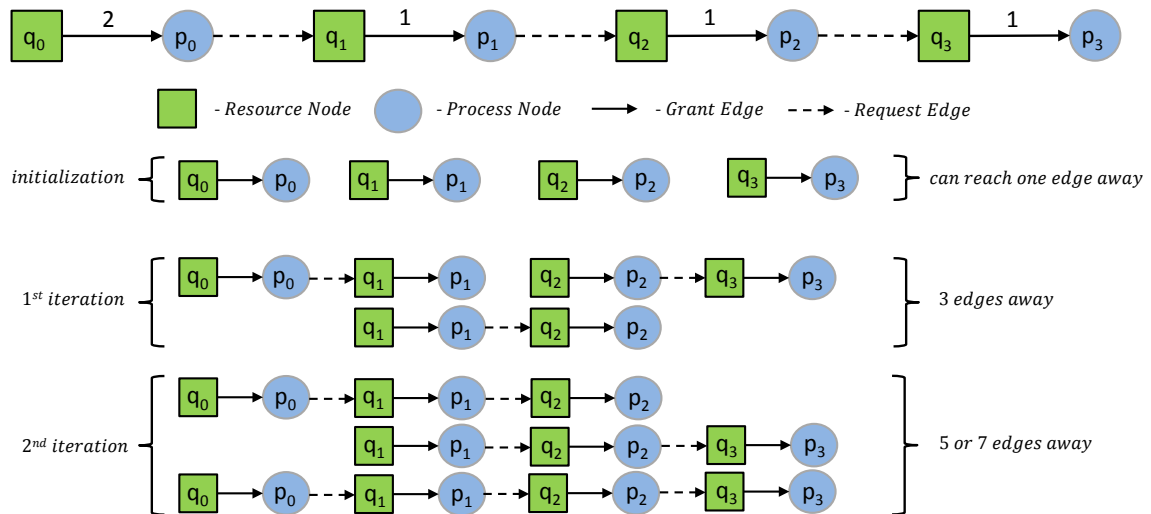 2 1 1 1
q0 p0 q1 p1 q2 p2 q3 p3
- Resource Node - Process Node - Grant Edge - Request Edge
initialization q0 p0 q1 p1 q2 p2 q3 p3 can reach one edge away
q0 p0 q1 p1 q2 p2 q3 p3
1st iteration 3 edges away
q1 p1 q2 p2
q0 p0 q1 p1 q2 p2
2nd iteration q1 p1 q2 p2 q3 p3 5 or 7 edges away
q0 p0 q1 p1 q2 p2 q3 p3